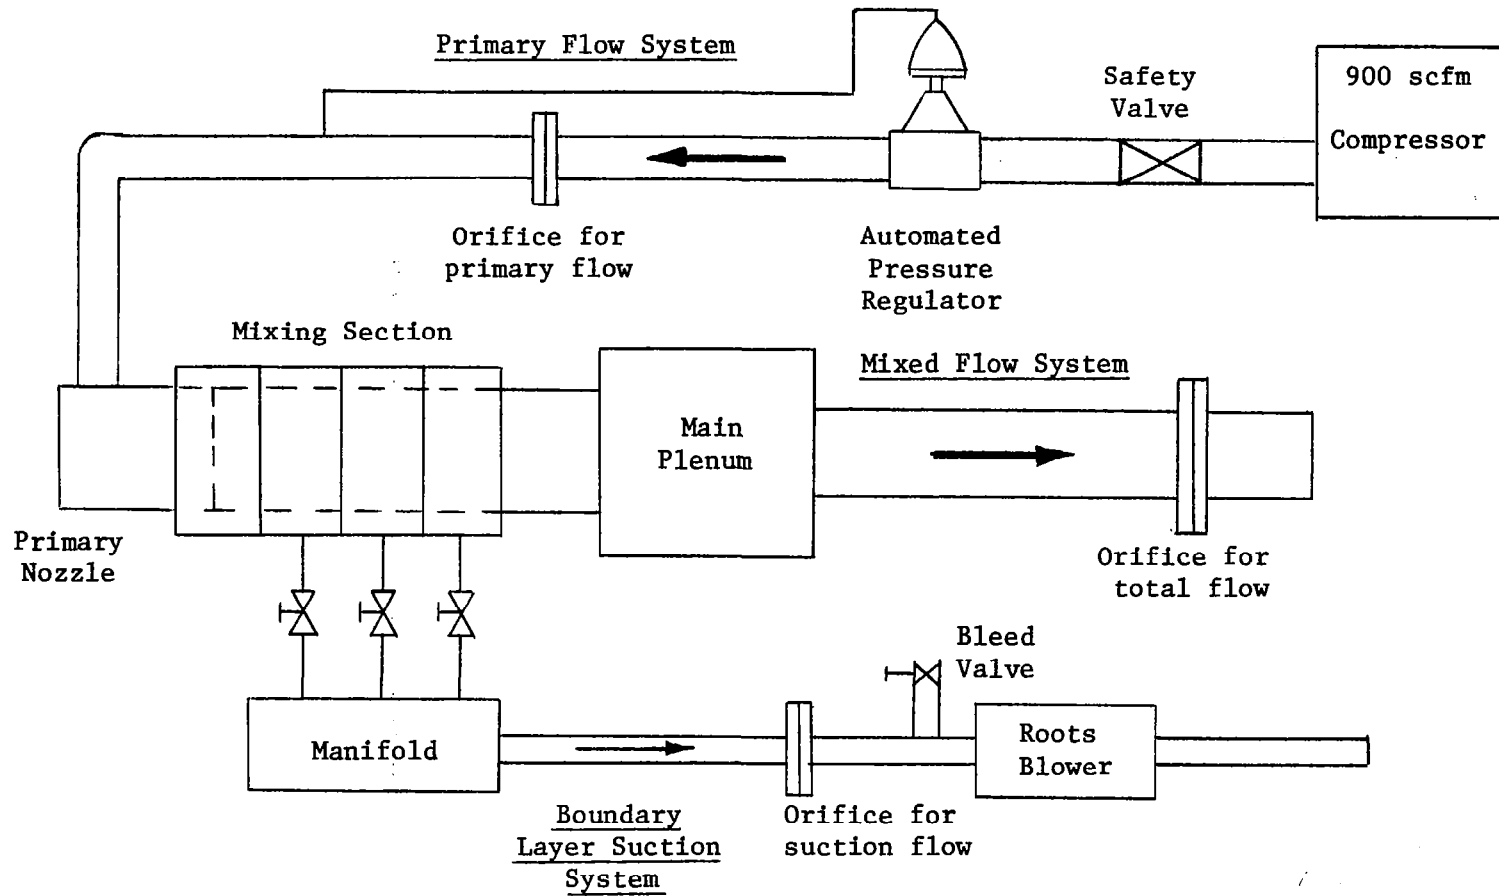 Primary Flow System
Safety
Valve
900 scfm
Compressor
Orifice for
primary flow
Automated
Pressure
Regulator
Mixing Section
Mixed Flow System
Main
Plenum
Primary
Nozzle
Orifice for
total flow
Bleed
Valve
Manifold
Roots
Blower
Boundary
Layer Suction
System
Orifice for
suction flow